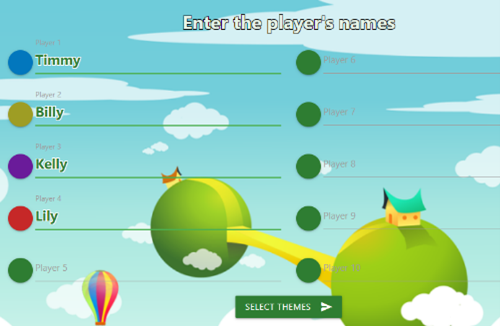 Enter the player's names
Player 1
Timmy
Player 2
Billy
Player 3
Kelly
Player 4
Lily
Player 5
Player 6
Player 7
Player 8
Player 9
Player 10
SELECT THEMES